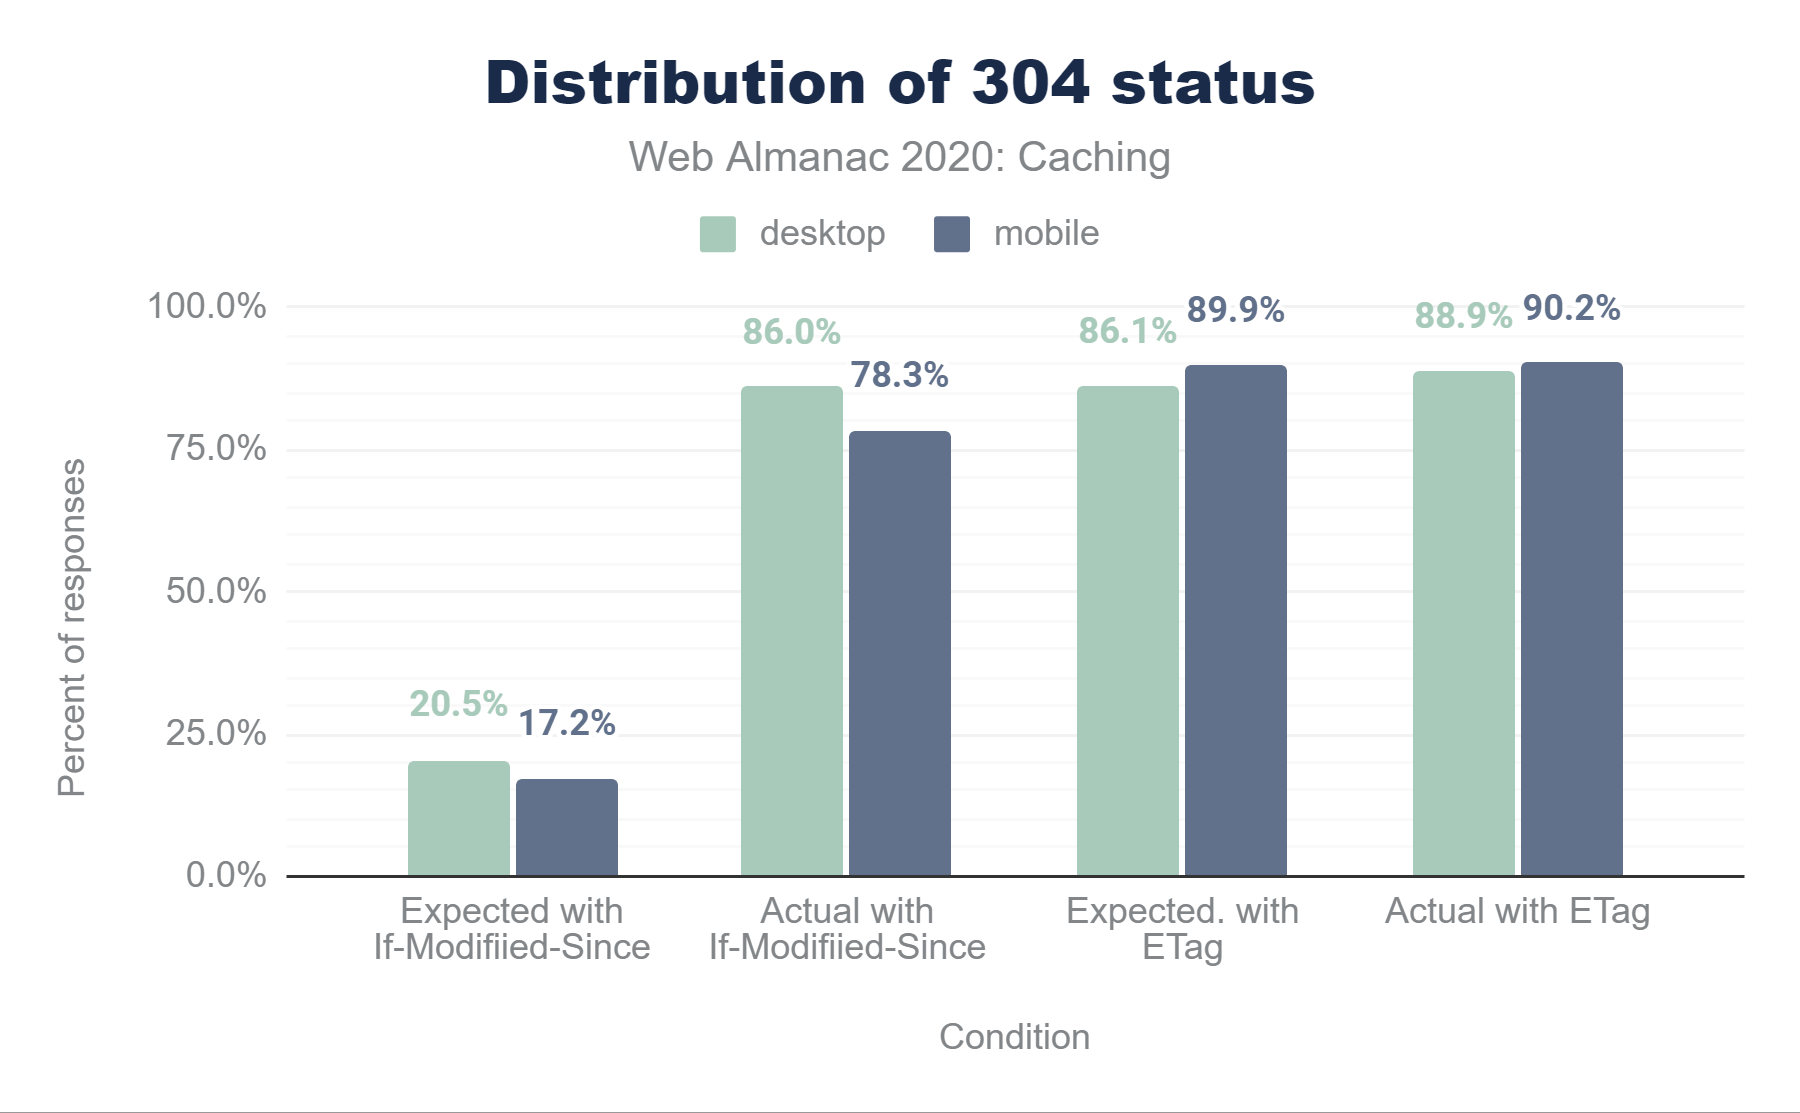 Distribution of 304 status
Web Almanac 2020: Caching
desktop
mobile
100.0%
75.0%
50.0%
25.0%
0.0%
Percent of responses
20.5%
17.2%
86.0%
78.3%
86.1%
89.9%
88.9%
90.2%
Expected with
If-Modifiied-Since
Actual with
If-Modifiied-Since
Expected. with
ETag
Actual with ETag
Condition